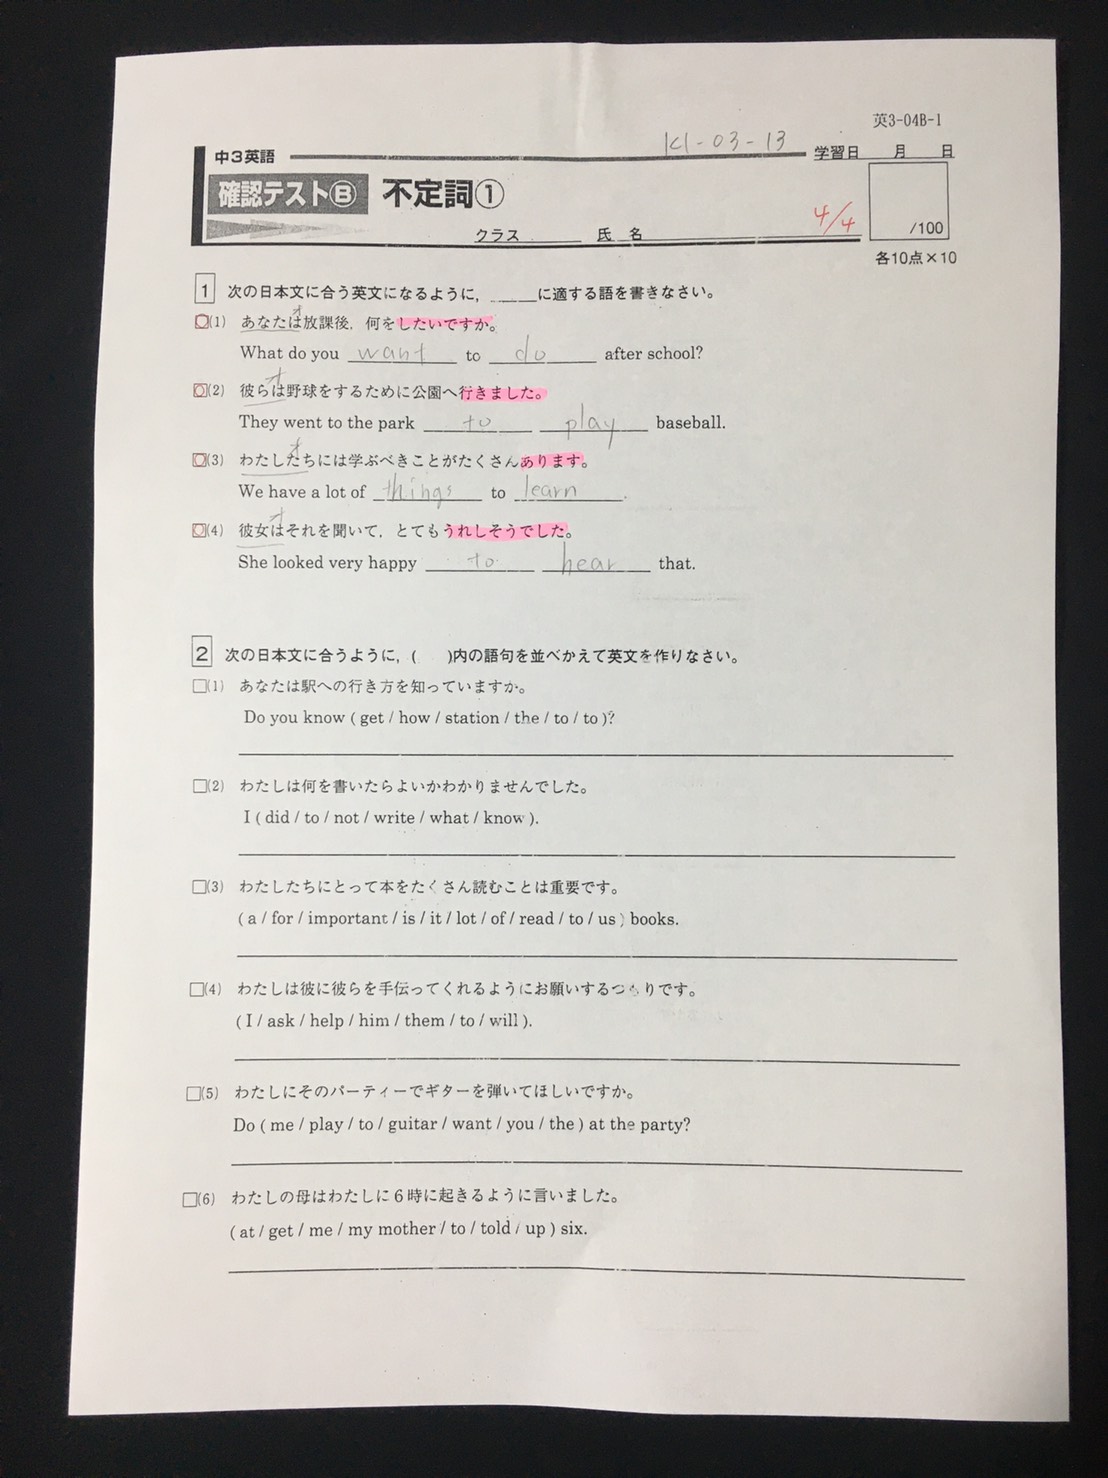 英3-04B-1
K1-03-13
中3英語 学習日 月 日
確認テストⒷ 不定詞①
4/4
/100
クラス 氏名
各10点×10
1 次の日本文に合う英文になるように，＿＿＿に適する語を書きなさい。
□(1) あなたは放課後，何をしたいですか。
What do you want to do after school?
□(2) 彼らは野球をするために公園へ行きました。
They went to the park to play baseball.
□(3) わたしたちには学ぶべきことがたくさんあります。
We have a lot of things to learn.
□(4) 彼女はそれを聞いて，とてもうれしそうでした。
She looked very happy to hear that.
2 次の日本文に合うように，( )内の語句を並べかえて英文を作りなさい。
□(1) あなたは駅への行き方を知っていますか。
Do you know ( get / how / station / the / to / to )?
□(2) わたしは何を書いたらよいかわかりませんでした。
I ( did / to / not / write / what / know ).
□(3) わたしたちにとって本をたくさん読むことは重要です。
( a / for / important / is / it / lot / of / read / to / us ) books.
□(4) わたしは彼に彼らを手伝ってくれるようにお願いするつもりです。
( I / ask / help / him / them / to / will ).
□(5) わたしにそのパーティーでギターを弾いてほしいですか。
Do ( me / play / to / guitar / want / you / the ) at the party?
□(6) わたしの母はわたしに6時に起きるように言いました。
( at / get / me / my mother / to / told / up ) six.